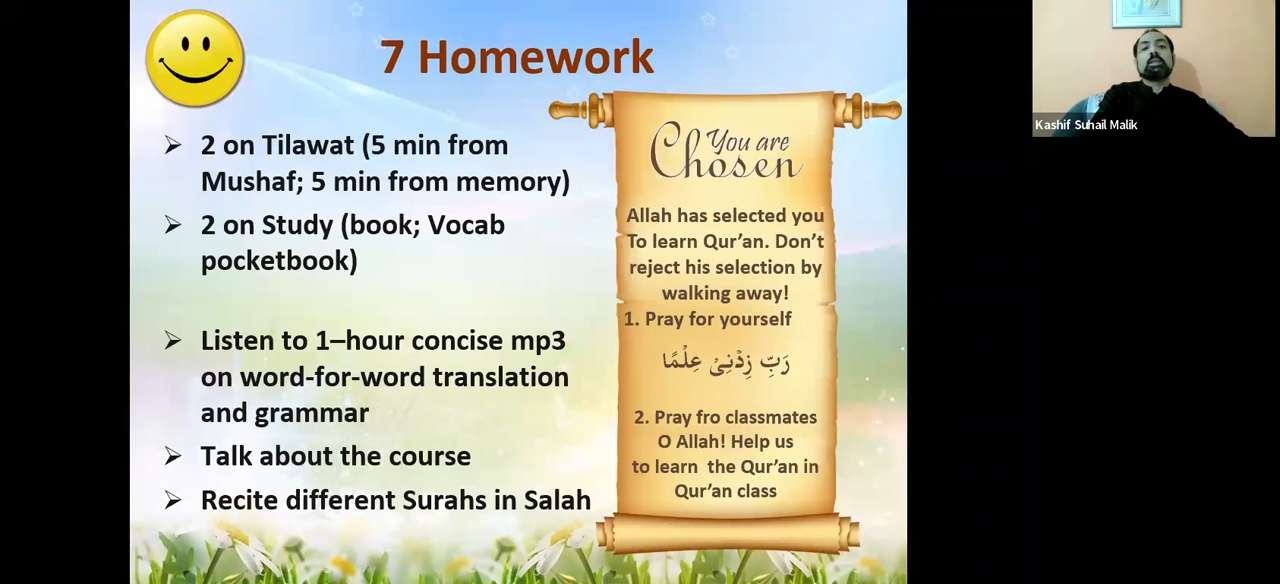 7 Homework
➢ 2 on Tilawat (5 min from
Mushaf; 5 min from memory)
➢ 2 on Study (book; Vocab
pocketbook)
➢ Listen to 1–hour concise mp3
on word-for-word translation
and grammar
➢ Talk about the course
➢ Recite different Surahs in Salah
You are
Chosen
Allah has selected you
To learn Qur’an. Don’t
reject his selection by
walking away!
1. Pray for yourself
رَبِّ زِدْنِیْ عِلْمًا
2. Pray fro classmates
O Allah! Help us
to learn the Qur’an in
Qur’an class
Kashif Suhail Malik